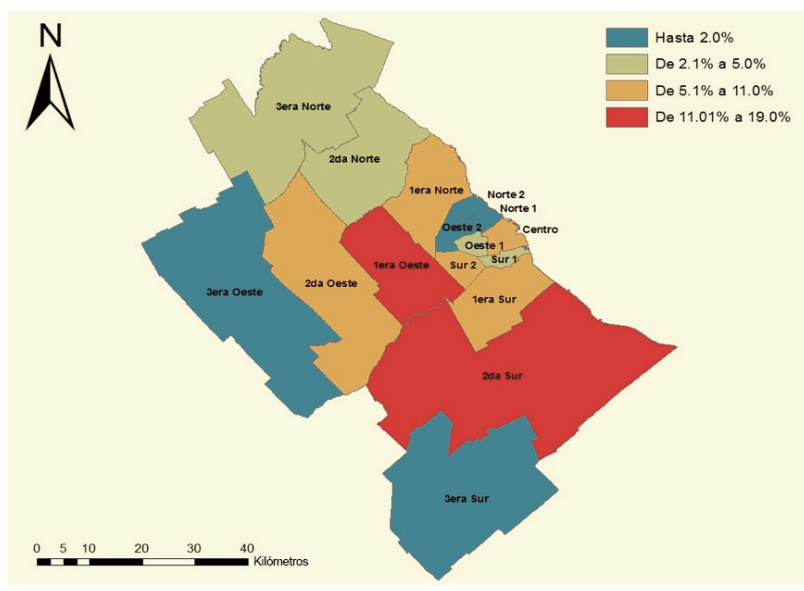 N
Hasta 2.0%
De 2.1% a 5.0%
De 5.1% a 11.0%
De 11.01% a 19.0%
3era Norte
2da Norte
1era Norte
Norte 2
Norte 1
Oeste 2
Centro
Oeste 1
Sur 1
Sur 2
1era Oeste
2da Oeste
3era Oeste
1era Sur
2da Sur
3era Sur
0 5 10 20 30 40
Kilómetros